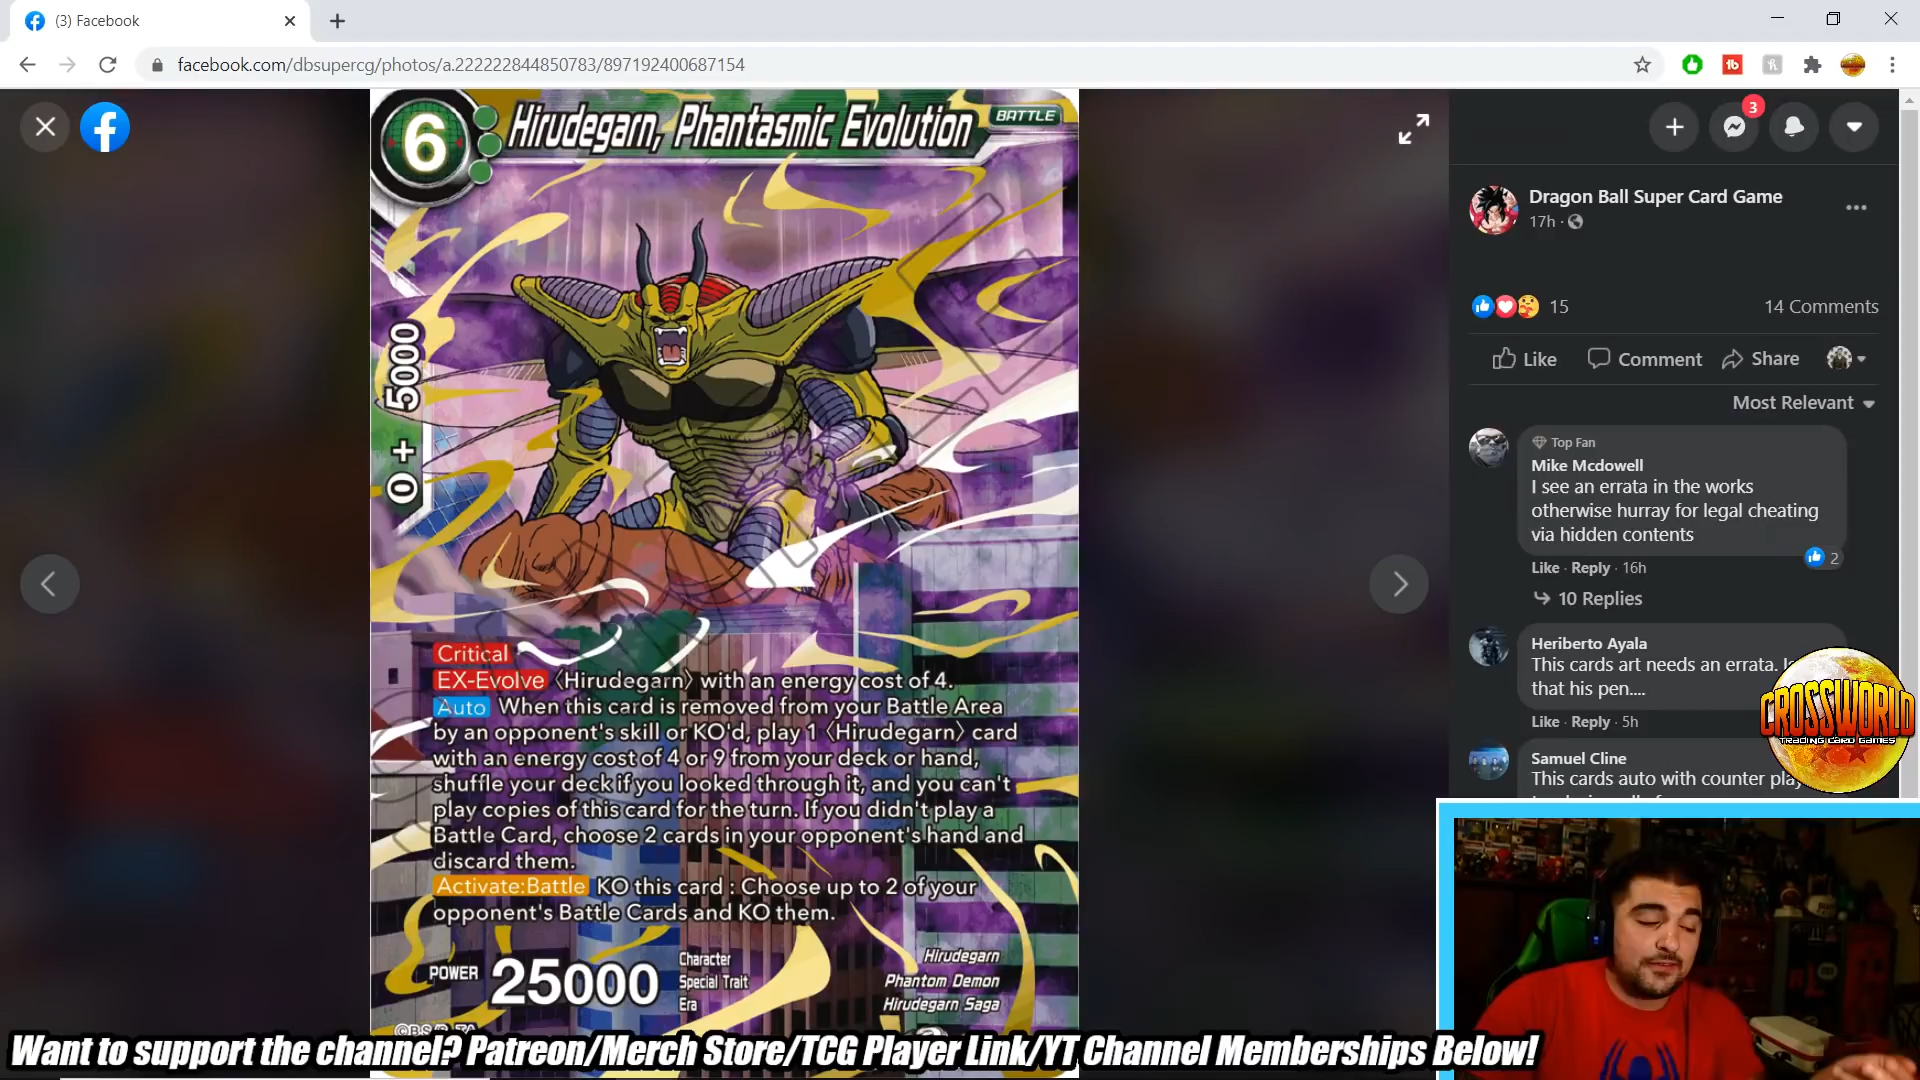 (3) Facebook
facebook.com/dbsupercg/photos/a.222222844850783/897192400687154
6
Hirudegarn, Phantasmic Evolution
BATTLE
0 + 5000
Critical
EX-Evolve 〈Hirudegarn〉 with an energy cost of 4.
Auto When this card is removed from your Battle Area
by an opponent's skill or KO'd, play 1 〈Hirudegarn〉 card
with an energy cost of 4 or 9 from your deck or hand,
shuffle your deck if you looked through it, and you can't
play copies of this card for the turn. If you didn't play a
Battle Card, choose 2 cards in your opponent's hand and
discard them.
Activate:Battle KO this card : Choose up to 2 of your
opponent's Battle Cards and KO them.
POWER 25000
Character Hirudegarn
Special Trait Phantom Demon
Era Hirudegarn Saga
3
Dragon Ball Super Card Game
17h ·
15 14 Comments
Like Comment Share
Most Relevant
Top Fan
Mike Mcdowell
I see an errata in the works
otherwise hurray for legal cheating
via hidden contents
2
Like · Reply · 16h
10 Replies
Heriberto Ayala
This cards art needs an errata.
that his pen....
Like · Reply · 5h
Samuel Cline
This cards auto with counter play
CROSSWORLD
TRADING CARD GAMES
Want to support the channel? Patreon/Merch Store/TCG Player Link/YT Channel Memberships Below!